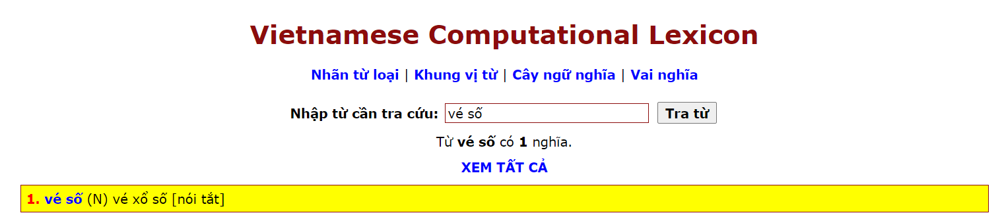 Vietnamese Computational Lexicon
Nhãn từ loại | Khung vị từ | Cây ngữ nghĩa | Vai nghĩa
Nhập từ cần tra cứu: vé số Tra từ
Từ vé số có 1 nghĩa.
XEM TẤT CẢ
1. vé số (N) vé xổ số [nói tắt]